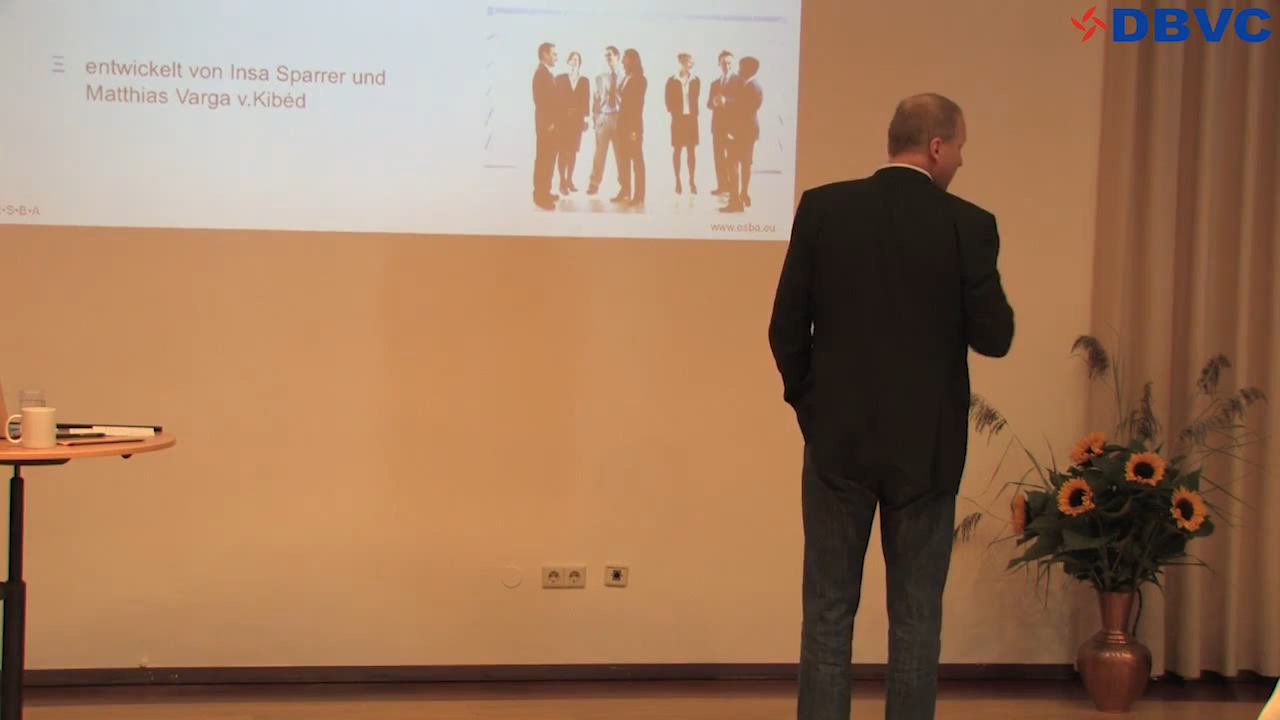 DBVC
entwickelt von Insa Sparrer und
Matthias Varga v.Kibéd
S•B•A
www.osba.eu